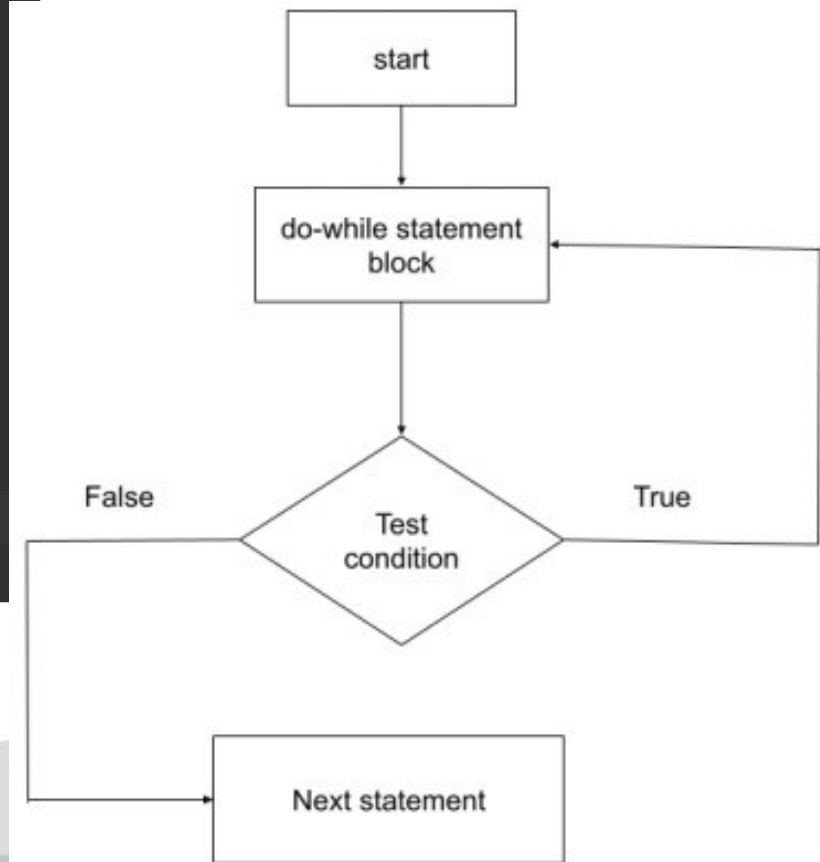 start
do-while statement
block
False
True
Test
condition
Next statement